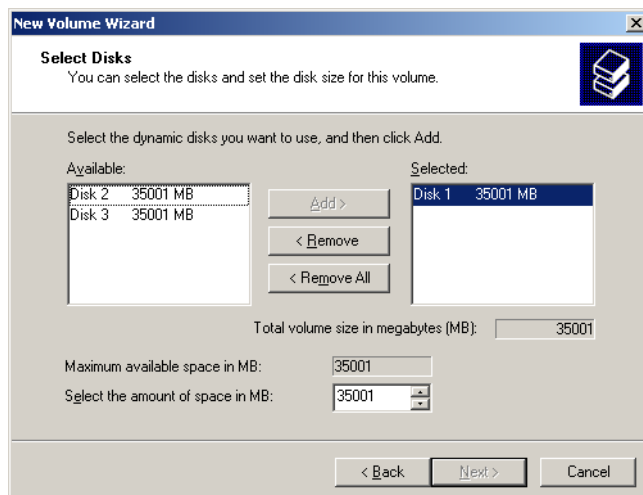 New Volume Wizard
Select Disks
You can select the disks and set the disk size for this volume.
Select the dynamic disks you want to use, and then click Add.
Available:
Selected:
Disk 2 35001 MB
Disk 3 35001 MB
Add >
< Remove
< Remove All
Disk 1 35001 MB
Total volume size in megabytes (MB): 35001
Maximum available space in MB: 35001
Select the amount of space in MB: 35001
< Back
Next >
Cancel